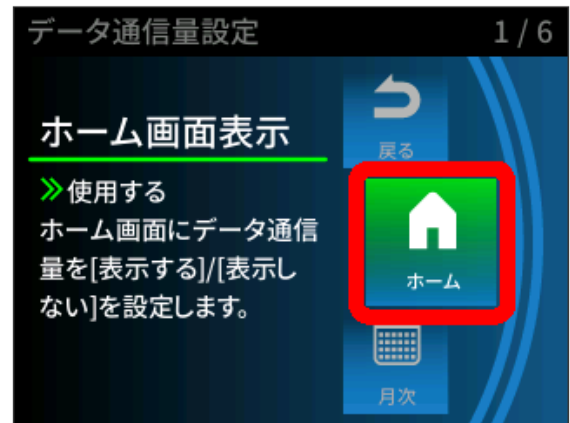 データ通信量設定
1/6
ホーム画面表示
使用する
ホーム画面にデータ通信
量を[表示する]/[表示し
ない]を設定します。
戻る
ホーム
月次